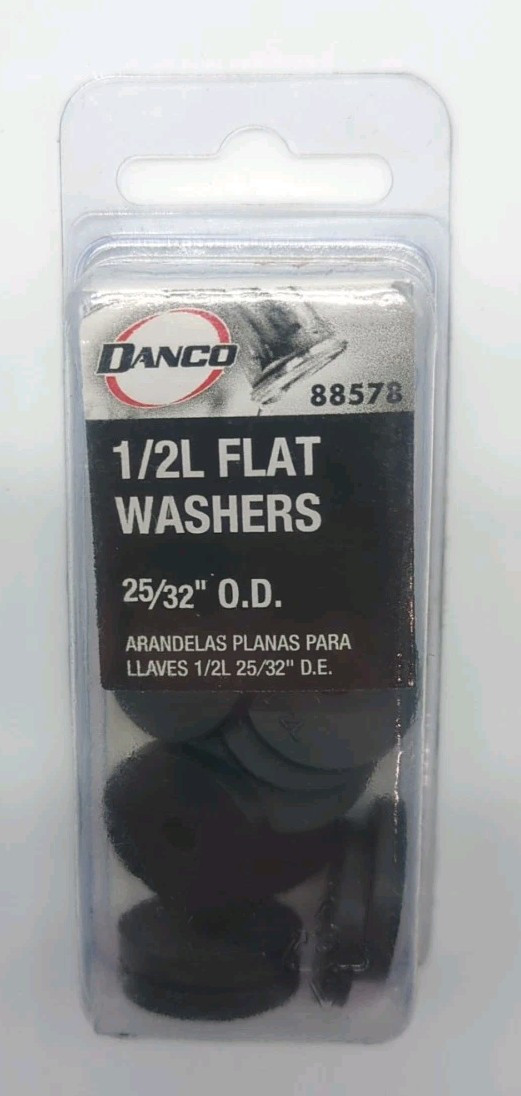 DANCO
88578
1/2L FLAT
WASHERS
25/32" O.D.
ARANDELAS PLANAS PARA
LLAVES 1/2L 25/32" D.E.